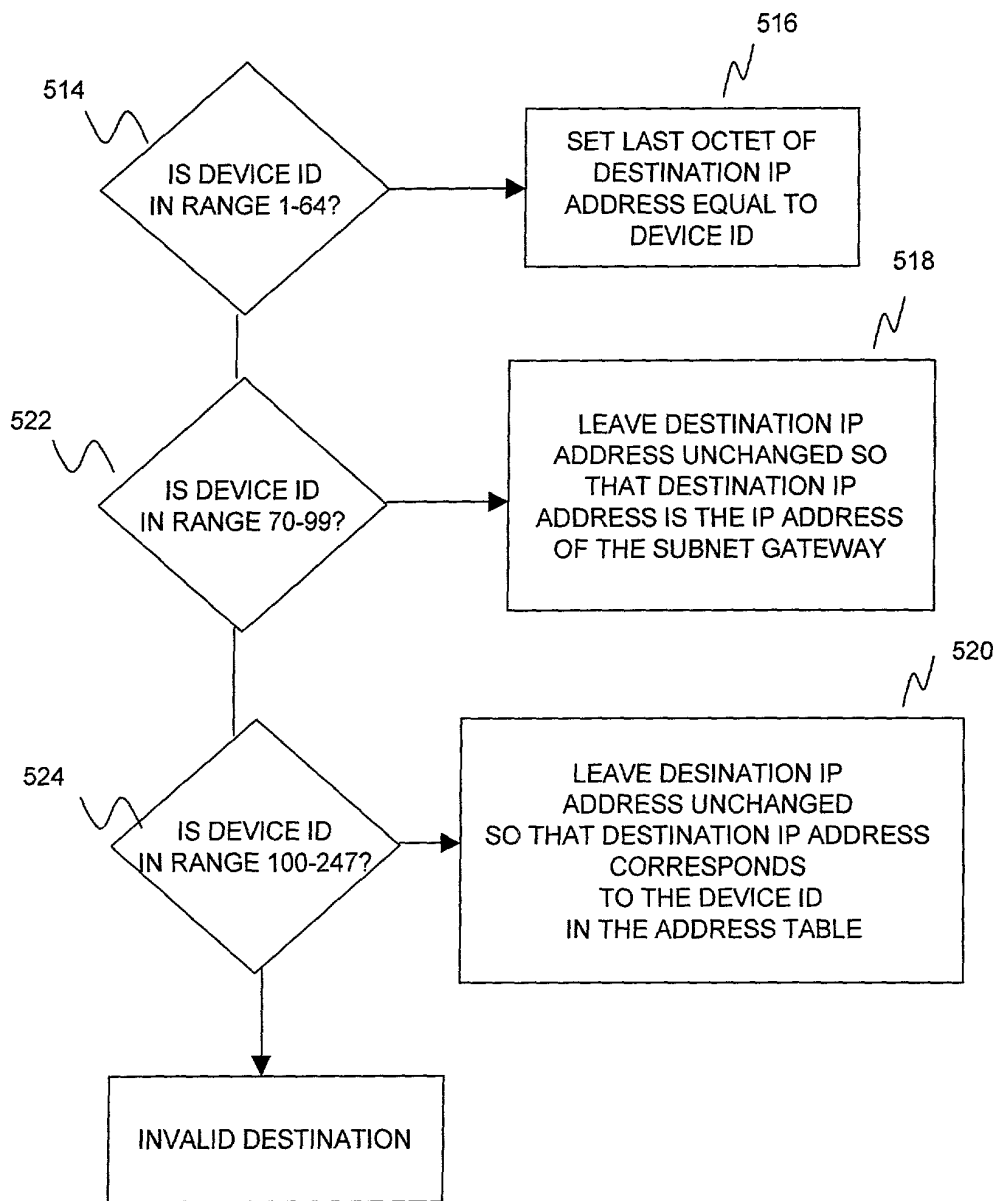 516
514
SET LAST OCTET OF
DESTINATION IP
ADDRESS EQUAL TO
DEVICE ID
IS DEVICE ID
IN RANGE 1-64?
518
522
LEAVE DESTINATION IP
ADDRESS UNCHANGED SO
THAT DESTINATION IP
ADDRESS IS THE IP ADDRESS
OF THE SUBNET GATEWAY
IS DEVICE ID
IN RANGE 70-99?
520
524
LEAVE DESINATION IP
ADDRESS UNCHANGED
SO THAT DESTINATION IP ADDRESS
CORRESPONDS
TO THE DEVICE ID
IN THE ADDRESS TABLE
IS DEVICE ID
IN RANGE 100-247?
INVALID DESTINATION